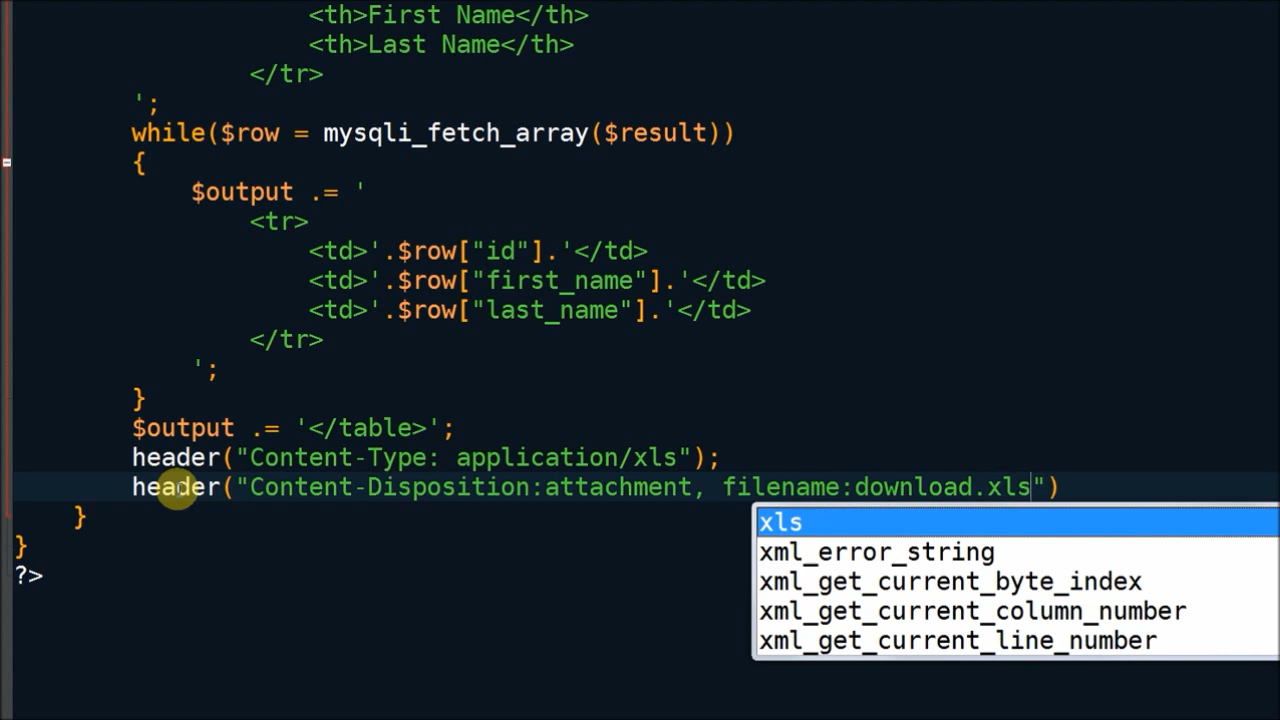 <th>First Name</th>
<th>Last Name</th>
</tr>
';
while($row = mysqli_fetch_array($result))
{
$output .= '
<tr>
<td>'.$row["id"].'</td>
<td>'.$row["first_name"].'</td>
<td>'.$row["last_name"].'</td>
</tr>
';
}
$output .= '</table>';
header("Content-Type: application/xls");
header("Content-Disposition:attachment, filename:download.xls")
}
}
?>
xls
xml_error_string
xml_get_current_byte_index
xml_get_current_column_number
xml_get_current_line_number